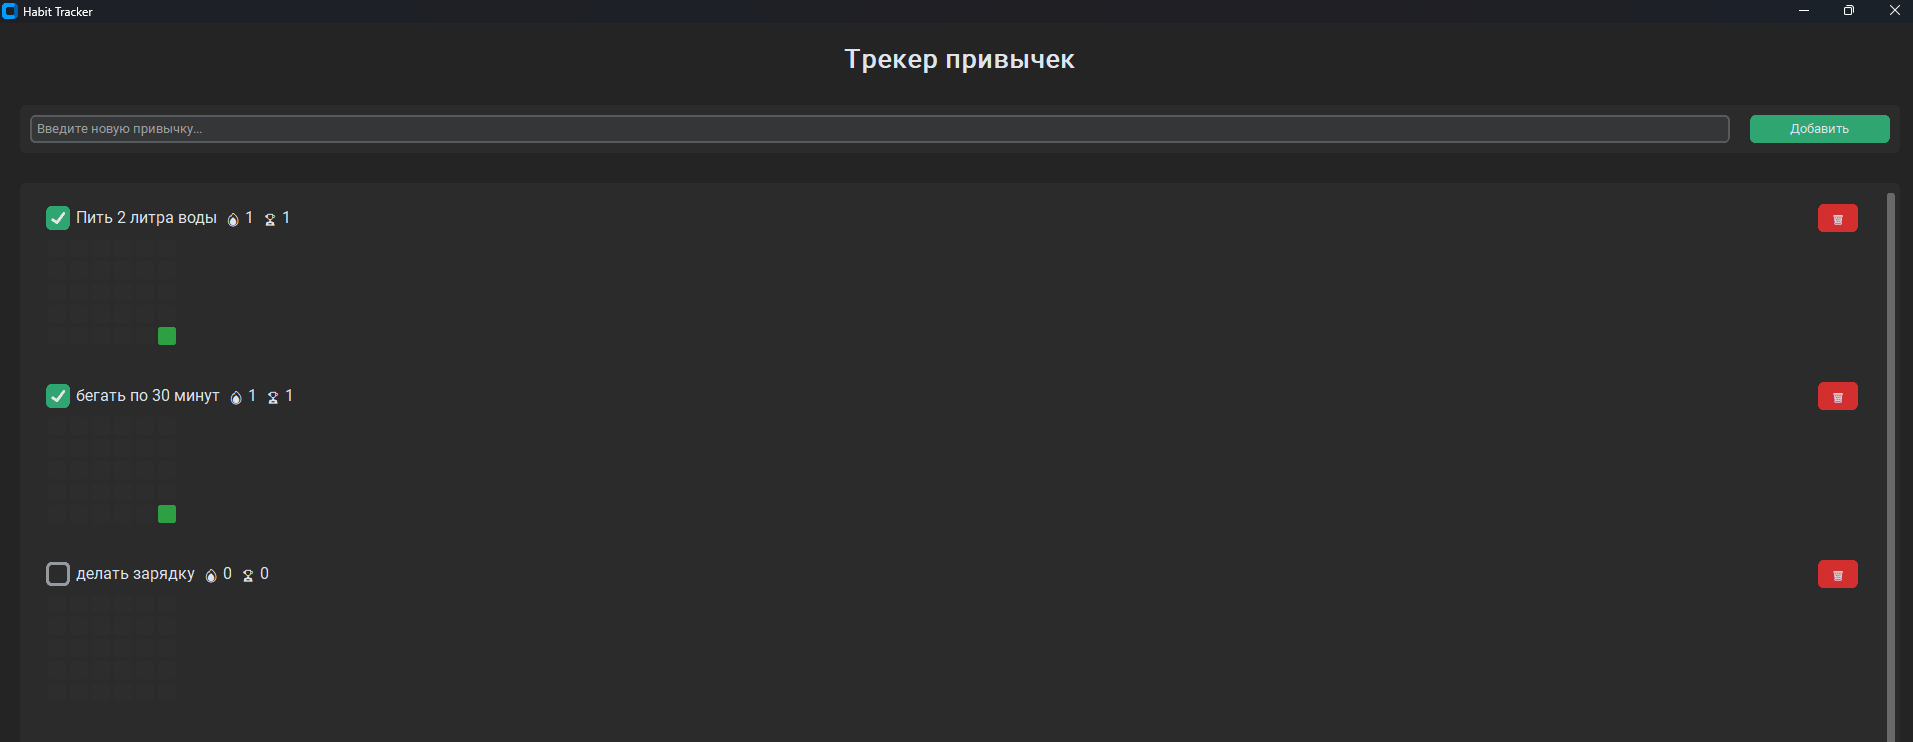 Habit Tracker
Трекер привычек
Введите новую привычку...
Добавить
Пить 2 литра воды 1 1
бегать по 30 минут 1 1
делать зарядку 0 0